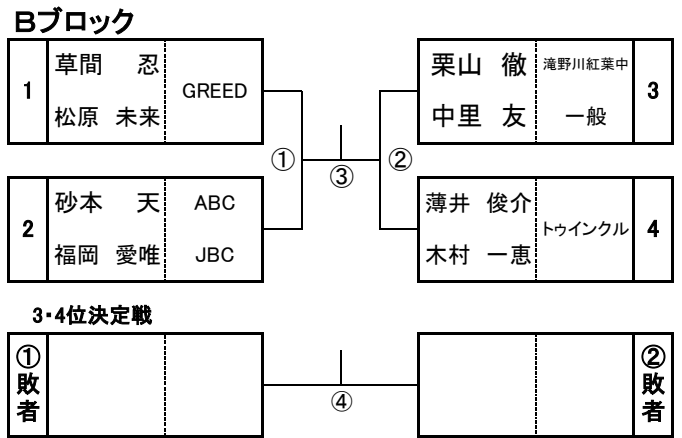 Bブロック
1
草間 忍
松原 未来
GREED
2
砂本 天
福岡 愛唯
ABC
JBC
①
③
②
栗山 徹
中里 友
滝野川紅葉中
一般
3
薄井 俊介
木村 一恵
トゥインクル
4
3・4位決定戦
①敗者
④
②敗者